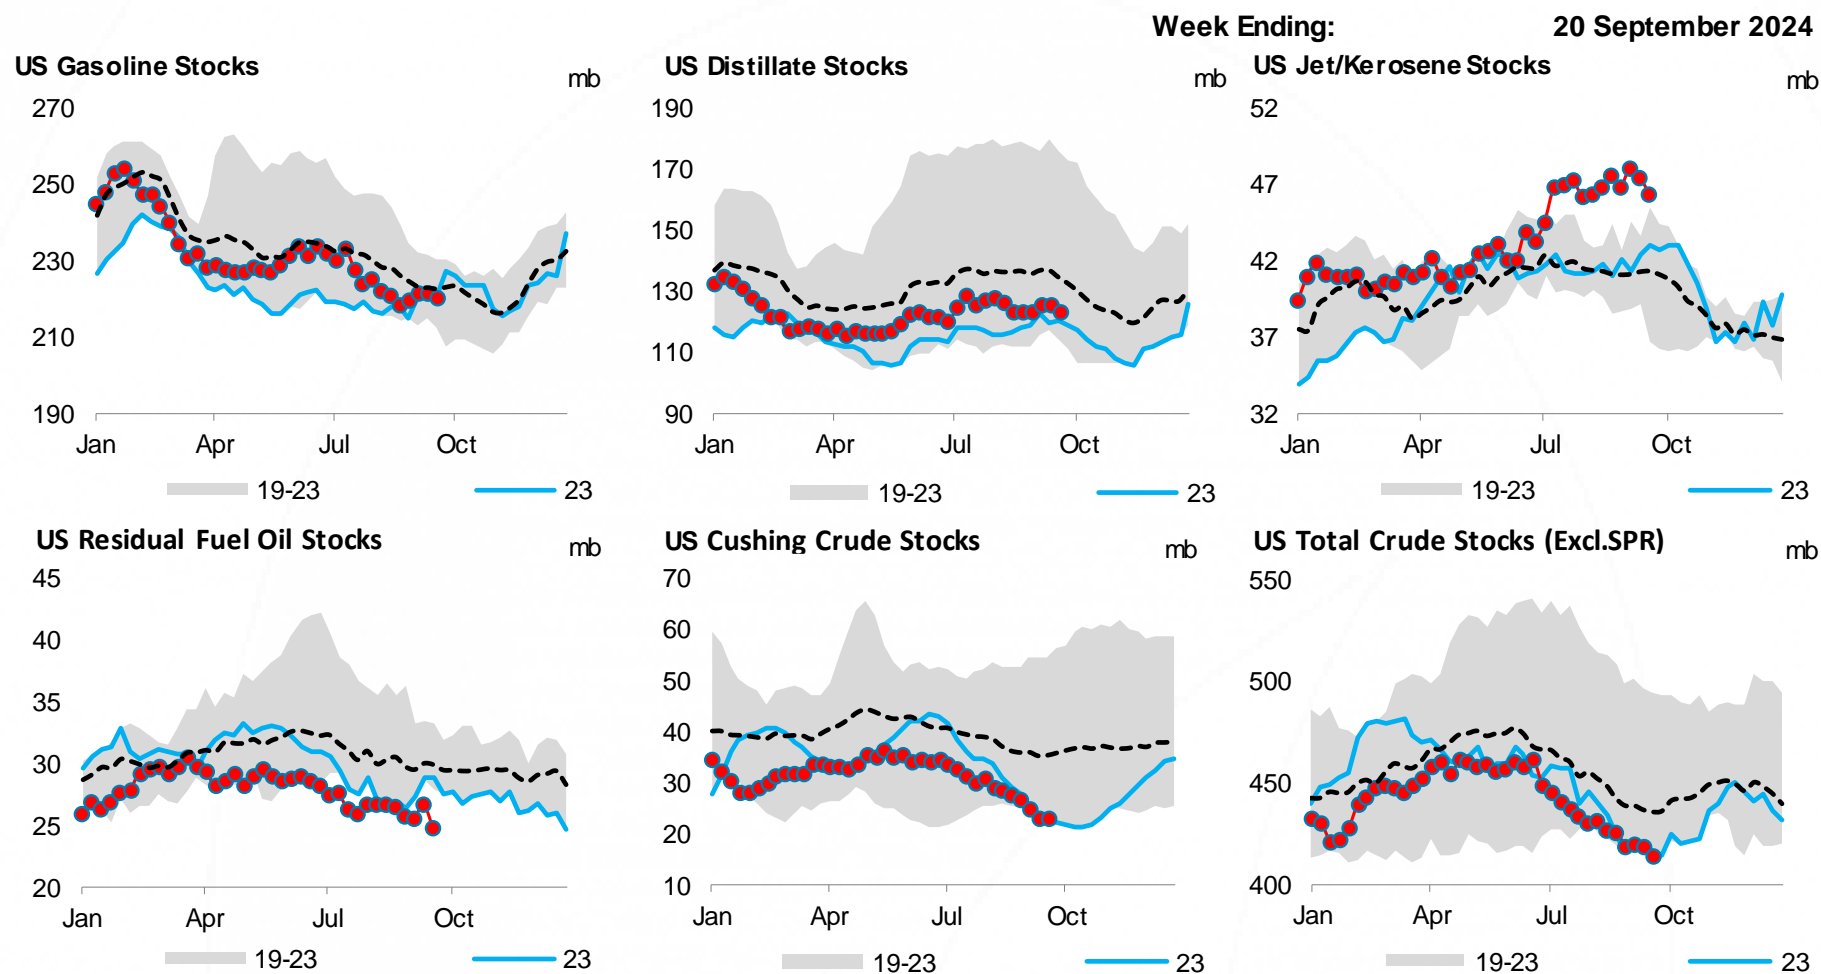 Week Ending: 20 September 2024
US Gasoline Stocks
mb
270
250
230
210
190
Jan Apr Jul Oct
19-23 23
US Distillate Stocks
mb
190
170
150
130
110
90
Jan Apr Jul Oct
19-23 23
US Jet/Kerosene Stocks
mb
52
47
42
37
32
Jan Apr Jul Oct
19-23 23
US Residual Fuel Oil Stocks
mb
45
40
35
30
25
20
Jan Apr Jul Oct
19-23 23
US Cushing Crude Stocks
mb
70
60
50
40
30
20
10
Jan Apr Jul Oct
19-23 23
US Total Crude Stocks (Excl.SPR)
mb
550
500
450
400
Jan Apr Jul Oct
19-23 23